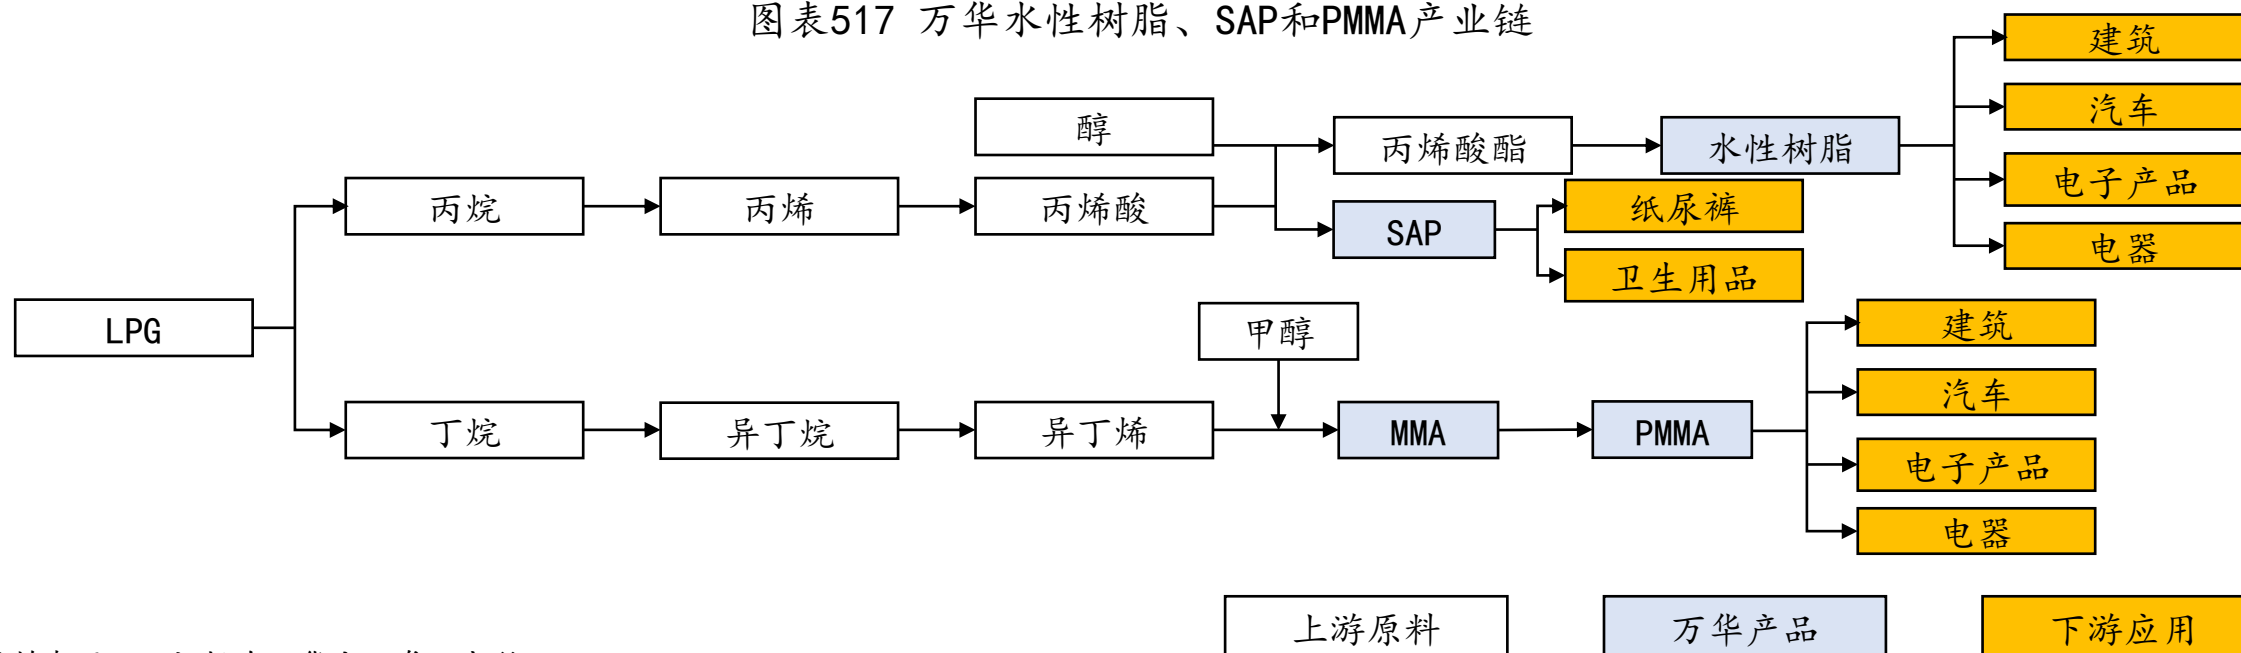 图表517 万华水性树脂、SAP和PMMA产业链
建筑
汽车
电子产品
电器
醇
丙烯酸酯
水性树脂
丙烷
丙烯
丙烯酸
SAP
纸尿裤
卫生用品
LPG
甲醇
建筑
汽车
电子产品
电器
丁烷
异丁烷
异丁烯
MMA
PMMA
上游原料
万华产品
下游应用